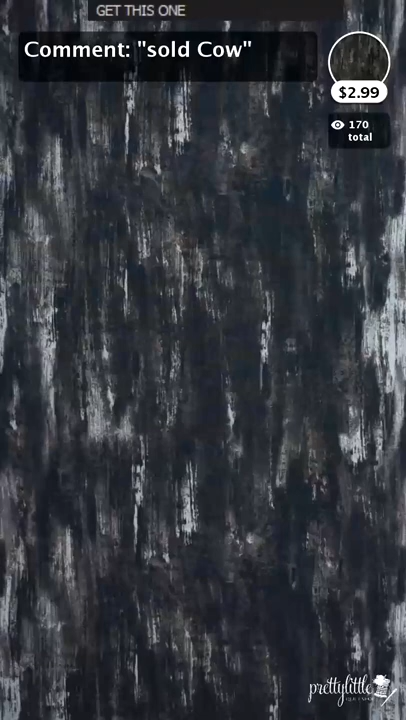 GET THIS ONE
Comment: "sold Cow"
$2.99
170
total
prettylittle